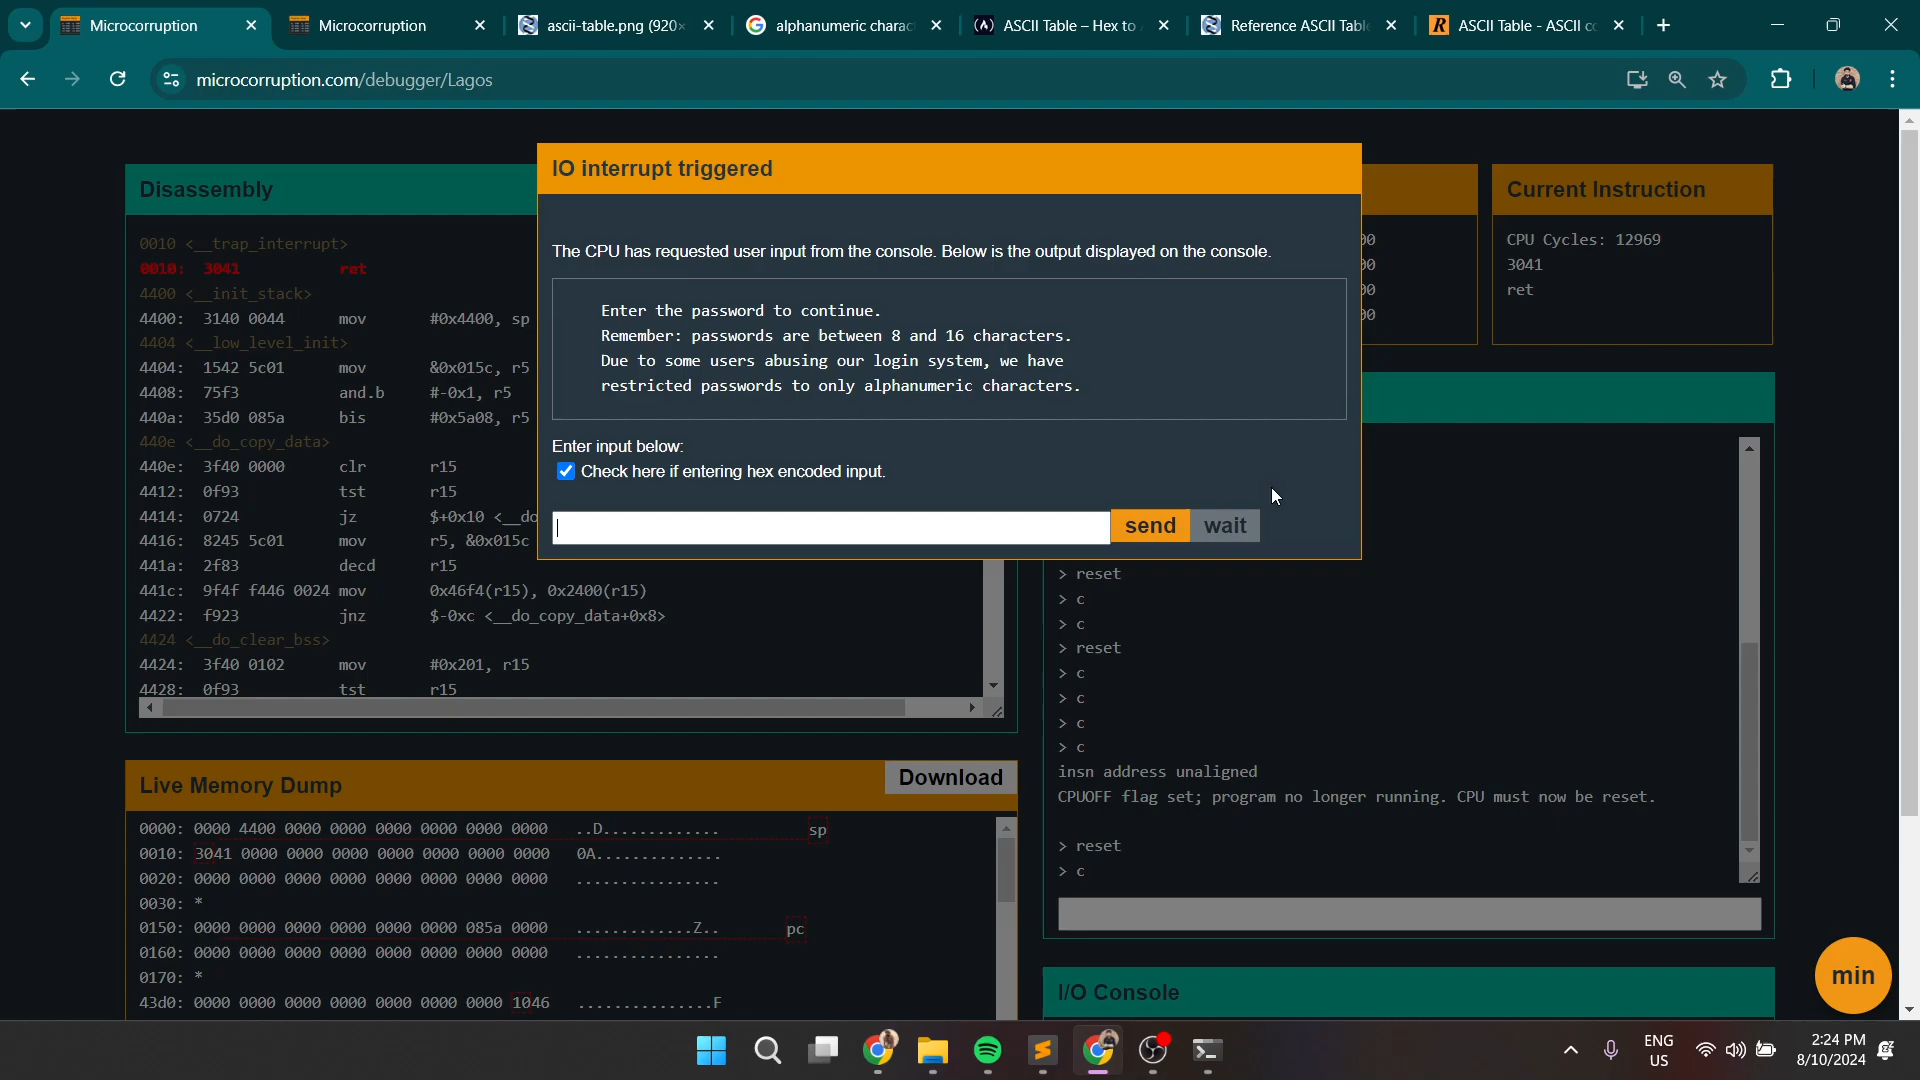 Microcorruption
Microcorruption
ascii-table.png (920×
alphanumeric charac
ASCII Table – Hex to
Reference ASCII Tabl
ASCII Table - ASCII co
microcorruption.com/debugger/Lagos
IO interrupt triggered
The CPU has requested user input from the console. Below is the output displayed on the console.
Enter the password to continue.
Remember: passwords are between 8 and 16 characters.
Due to some users abusing our login system, we have
restricted passwords to only alphanumeric characters.
Enter input below:
Check here if entering hex encoded input.
send wait
Disassembly
0010 <__trap_interrupt>
0010: 3041 ret
4400 <__init_stack>
4400: 3140 0044 mov #0x4400, sp
4404 <__low_level_init>
4404: 1542 5c01 mov &0x015c, r5
4408: 75f3 and.b #-0x1, r5
440a: 35d0 085a bis #0x5a08, r5
440e <__do_copy_data>
440e: 3f40 0000 clr r15
4412: 0f93 tst r15
4414: 0724 jz $+0x10 <__do
4416: 8245 5c01 mov r5, &0x015c
441a: 2f83 decd r15
441c: 9f4f f446 0024 mov 0x46f4(r15), 0x2400(r15)
4422: f923 jnz $-0xc <__do_copy_data+0x8>
4424 <__do_clear_bss>
4424: 3f40 0102 mov #0x201, r15
4428: 0f93 tst r15
00
00
00
00
Current Instruction
CPU Cycles: 12969
3041
ret
> reset
> c
> c
> reset
> c
> c
> c
> c
insn address unaligned
CPUOFF flag set; program no longer running. CPU must now be reset.
> reset
> c
Live Memory Dump
Download
0000: 0000 4400 0000 0000 0000 0000 0000 0000 ..D............. sp
0010: 3041 0000 0000 0000 0000 0000 0000 0000 0A..............
0020: 0000 0000 0000 0000 0000 0000 0000 0000 ................
0030: *
0150: 0000 0000 0000 0000 0000 0000 085a 0000 .............Z.. pc
0160: 0000 0000 0000 0000 0000 0000 0000 0000 ................
0170: *
43d0: 0000 0000 0000 0000 0000 0000 0000 1046 ...............F
I/O Console
min
ENG
US
2:24 PM
8/10/2024